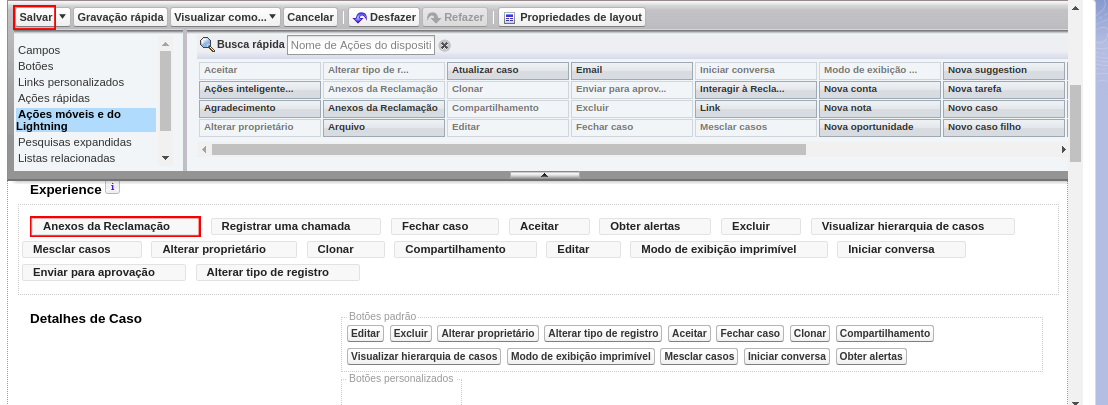 Salvar Gravação rápida Visualizar como... Cancelar Desfazer Refazer Propriedades de layout
Campos
Botões
Links personalizados
Ações rápidas
Ações móveis e do
Lightning
Pesquisas expandidas
Listas relacionadas
Busca rápida Nome de Ações do dispositi
Aceitar Alterar tipo de r... Atualizar caso Email Iniciar conversa Modo de exibição ... Nova suggestion
Ações inteligente... Anexos da Reclamação Clonar Enviar para aprov... Interagir à Recla... Nova conta Nova tarefa
Agradecimento Anexos da Reclamação Compartilhamento Excluir Link Nova nota Novo caso
Alterar proprietário Arquivo Editar Fechar caso Mesclar casos Nova oportunidade Novo caso filho
Experience i
Anexos da Reclamação Registrar uma chamada Fechar caso Aceitar Obter alertas Excluir Visualizar hierarquia de casos
Mesclar casos Alterar proprietário Clonar Compartilhamento Editar Modo de exibição imprimível Iniciar conversa
Enviar para aprovação Alterar tipo de registro
Detalhes de Caso
Botões padrão
Editar Excluir Alterar proprietário Alterar tipo de registro Aceitar Fechar caso Clonar Compartilhamento
Visualizar hierarquia de casos Modo de exibição imprimível Mesclar casos Iniciar conversa Obter alertas
Botões personalizados